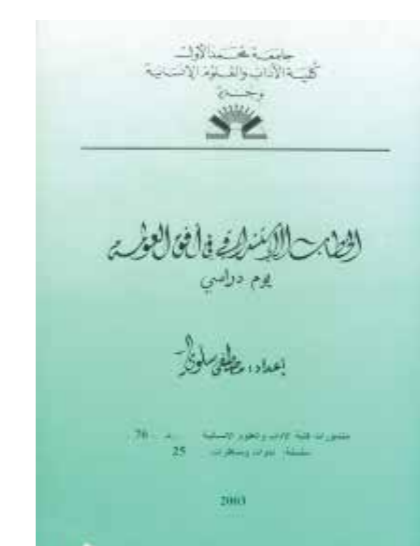 جامعة محمد الأول
كلية الآداب والعلوم الإنسانية
وجدة
الخطاب الاستشراقي في أفق العولمة
يوم دراسي
إعداد: مصطفى سلوي
منشورات كلية الآداب والعلوم الإنسانية 76
سلسلة ندوات ومناظرات 25
2003